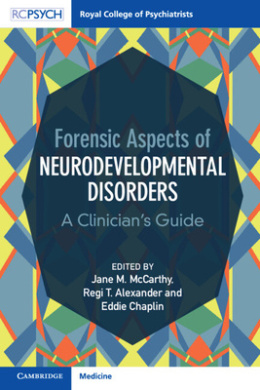 RCPSYCH Royal College of Psychiatrists
Forensic Aspects of
NEURODEVELOPMENTAL
DISORDERS
A Clinician's Guide
EDITED BY
Jane M. McCarthy,
Regi T. Alexander and
Eddie Chaplin
CAMBRIDGE Medicine